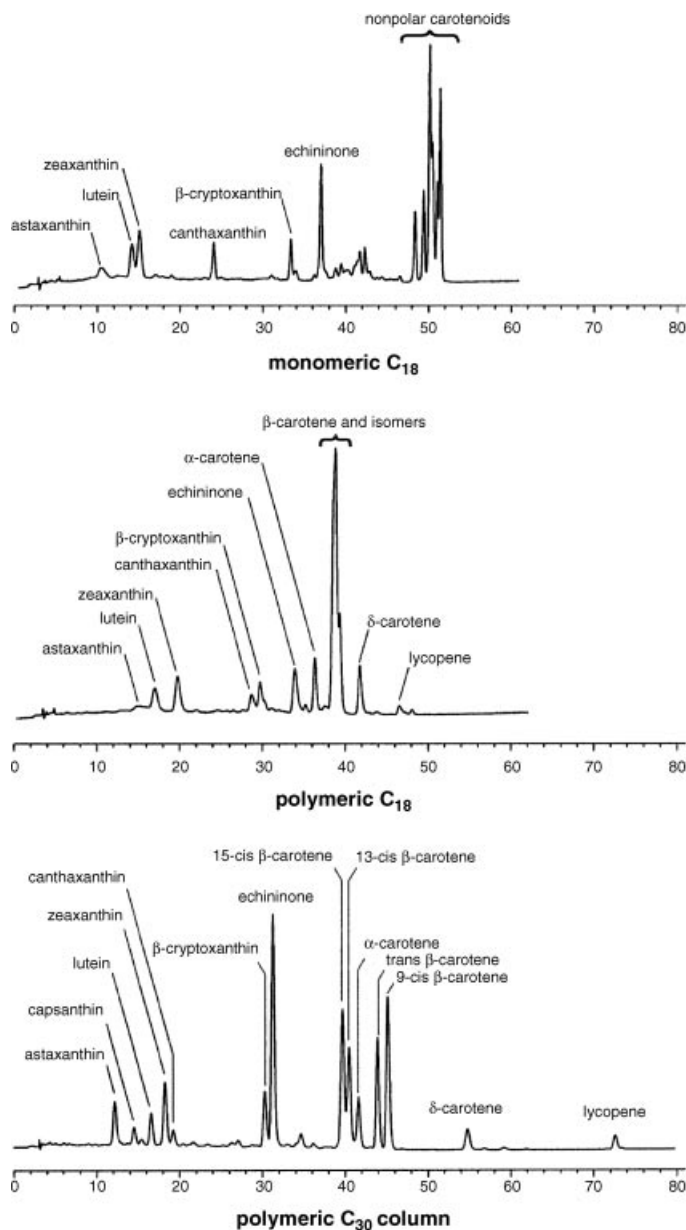 nonpolar carotenoids
echininone
zeaxanthin
lutein
β-cryptoxanthin
astaxanthin
canthaxanthin
0 10 20 30 40 50 60 70 80
monomeric C18
β-carotene and isomers
α-carotene
echininone
β-cryptoxanthin
canthaxanthin
zeaxanthin
lutein
δ-carotene
astaxanthin
lycopene
0 10 20 30 40 50 60 70 80
polymeric C18
15-cis β-carotene 13-cis β-carotene
canthaxanthin
echininone
zeaxanthin
β-cryptoxanthin
α-carotene
lutein
trans β-carotene
9-cis β-carotene
capsanthin
astaxanthin
δ-carotene
lycopene
0 10 20 30 40 50 60 70 80
polymeric C30 column